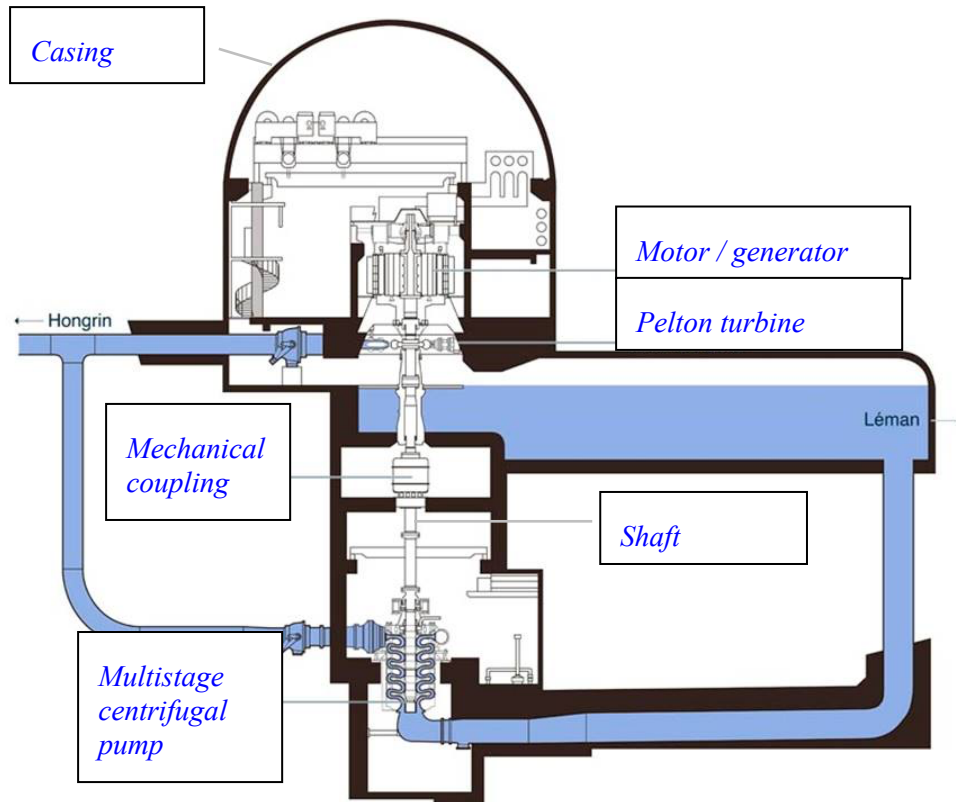 Casing
Motor / generator
Hongrin
Pelton turbine
Léman
Mechanical
coupling
Shaft
Multistage
centrifugal
pump